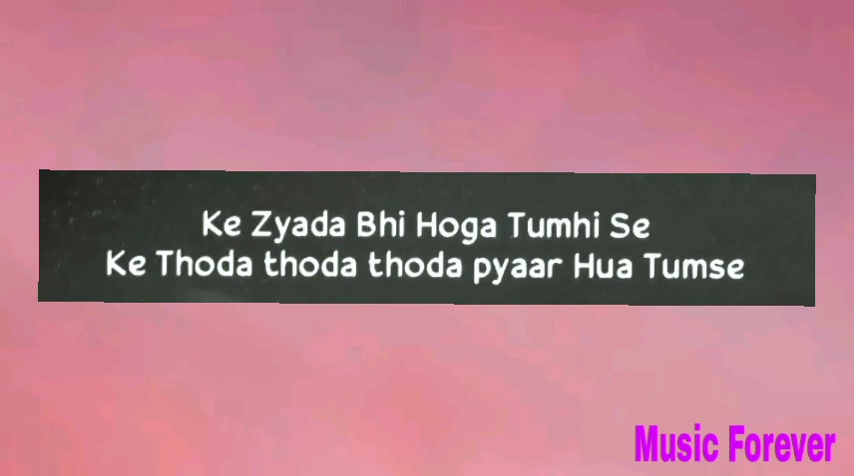 Ke Zyada Bhi Hoga Tumhi Se
Ke Thoda thoda thoda pyaar Hua Tumse
Music Forever